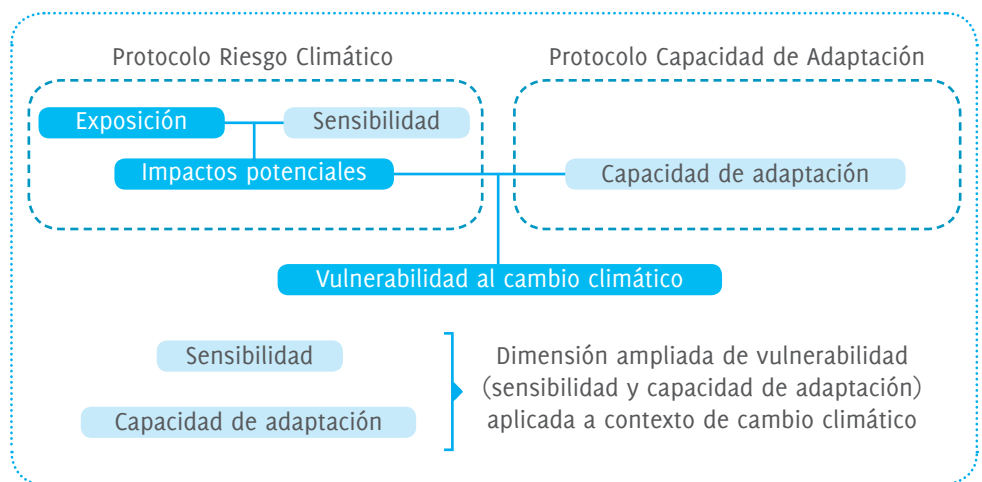 Protocolo Riesgo Climático
Protocolo Capacidad de Adaptación
Exposición
Sensibilidad
Impactos potenciales
Capacidad de adaptación
Vulnerabilidad al cambio climático
Sensibilidad
Capacidad de adaptación
Dimensión ampliada de vulnerabilidad
(sensibilidad y capacidad de adaptación)
aplicada a contexto de cambio climático